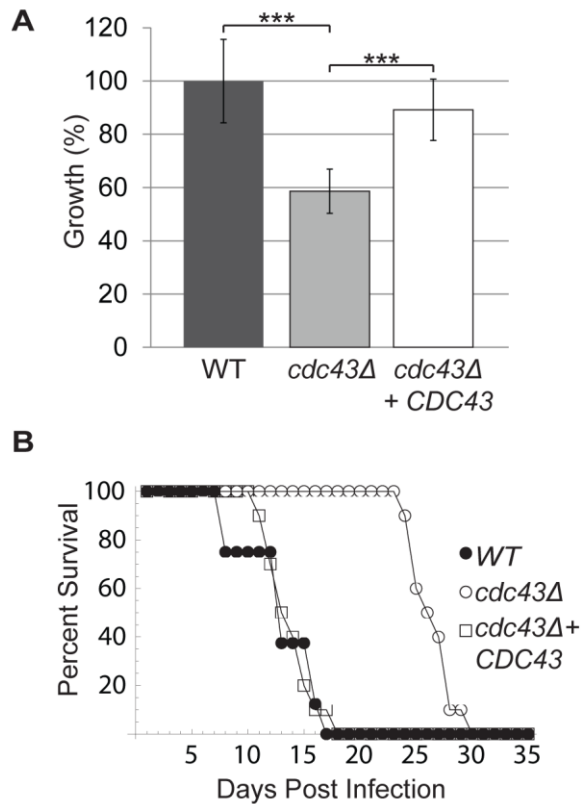 A
***
***
120
100
80
60
40
20
0
Growth (%)
WT
cdc43Δ
cdc43Δ
+ CDC43
B
100
80
60
40
20
Percent Survival
WT
cdc43Δ
cdc43Δ+
CDC43
5 10 15 20 25 30 35
Days Post Infection